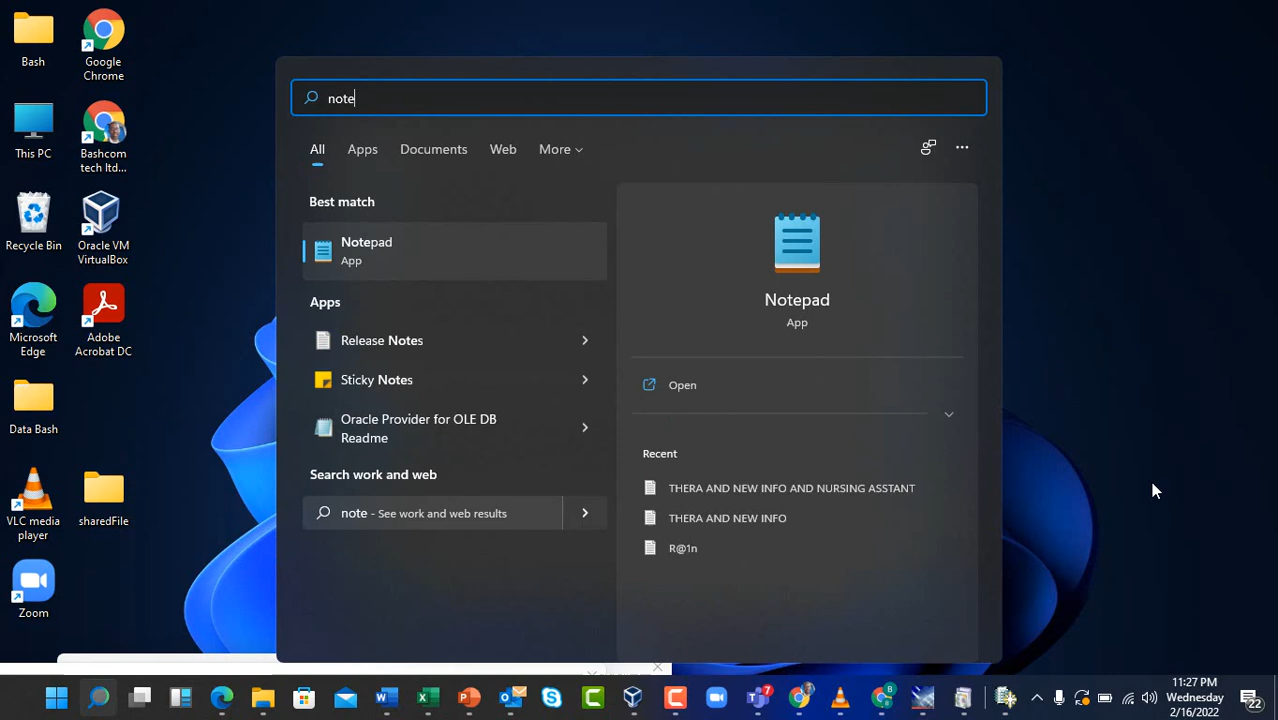 Bash
Google
Chrome
This PC
Bashcom
tech ltd...
Recycle Bin
Oracle VM
VirtualBox
Microsoft
Edge
Adobe
Acrobat DC
Data Bash
VLC media
player
sharedFile
Zoom
note
All
Apps
Documents
Web
More
Best match
Notepad
App
Apps
Release Notes
Sticky Notes
Oracle Provider for OLE DB
Readme
Search work and web
note - See work and web results
Notepad
App
Open
Recent
THERA AND NEW INFO AND NURSING ASSTANT
THERA AND NEW INFO
R@1n
7
B
11:27 PM
Wednesday
2/16/2022
22